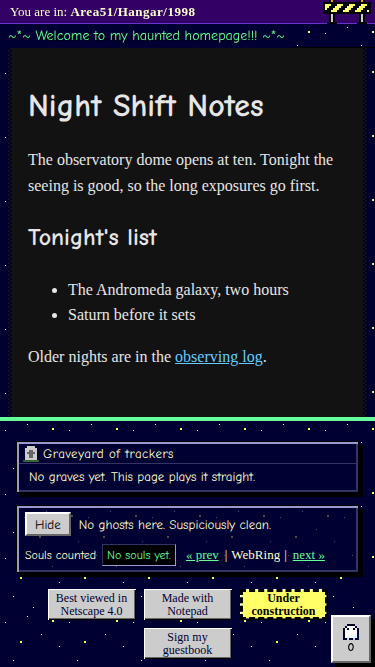 You are in: Area51/Hangar/1998
~*~ Welcome to my haunted homepage!!! ~*~
Night Shift Notes
The observatory dome opens at ten. Tonight the
seeing is good, so the long exposures go first.
Tonight's list
• The Andromeda galaxy, two hours
• Saturn before it sets
Older nights are in the observing log.
Graveyard of trackers
No graves yet. This page plays it straight.
Hide No ghosts here. Suspiciously clean.
Souls counted No souls yet. « prev | WebRing | next »
Best viewed in
Netscape 4.0
Made with
Notepad
Under
construction
Sign my
guestbook
0